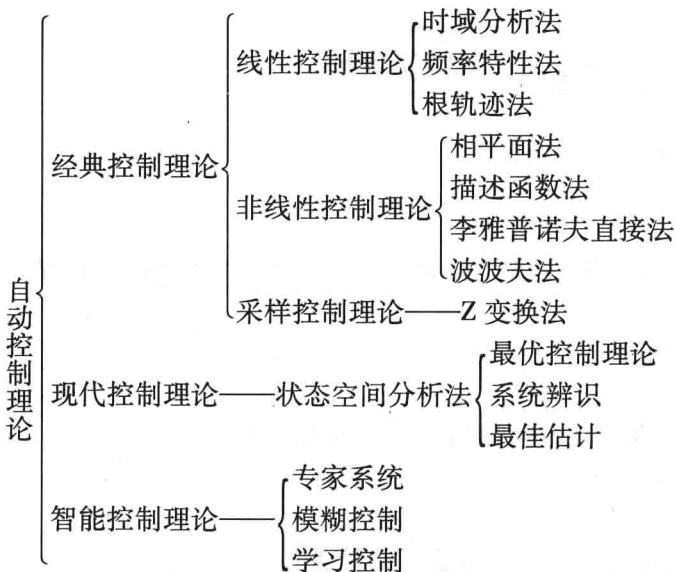 自动控制理论
经典控制理论
线性控制理论
时域分析法
频率特性法
根轨迹法
非线性控制理论
相平面法
描述函数法
李雅普诺夫直接法
波波夫法
采样控制理论——Z 变换法
现代控制理论——状态空间分析法
最优控制理论
系统辨识
最佳估计
智能控制理论——
专家系统
模糊控制
学习控制